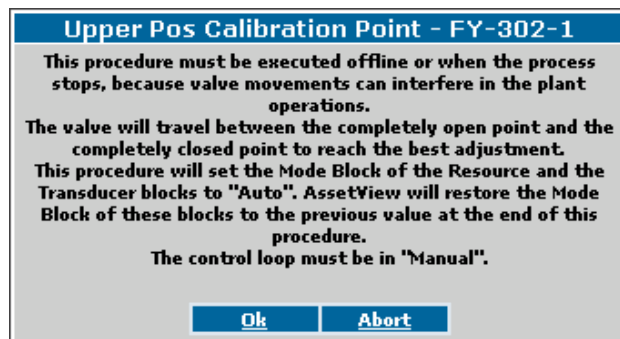 Upper Pos Calibration Point - FY-302-1
This procedure must be executed offline or when the process
stops, because valve movements can interfere in the plant
operations.
The valve will travel between the completely open point and the
completely closed point to reach the best adjustment.
This procedure will set the Mode Block of the Resource and the
Transducer blocks to "Auto". AssetView will restore the Mode
Block of these blocks to the previous value at the end of this
procedure.
The control loop must be in "Manual".
Ok Abort